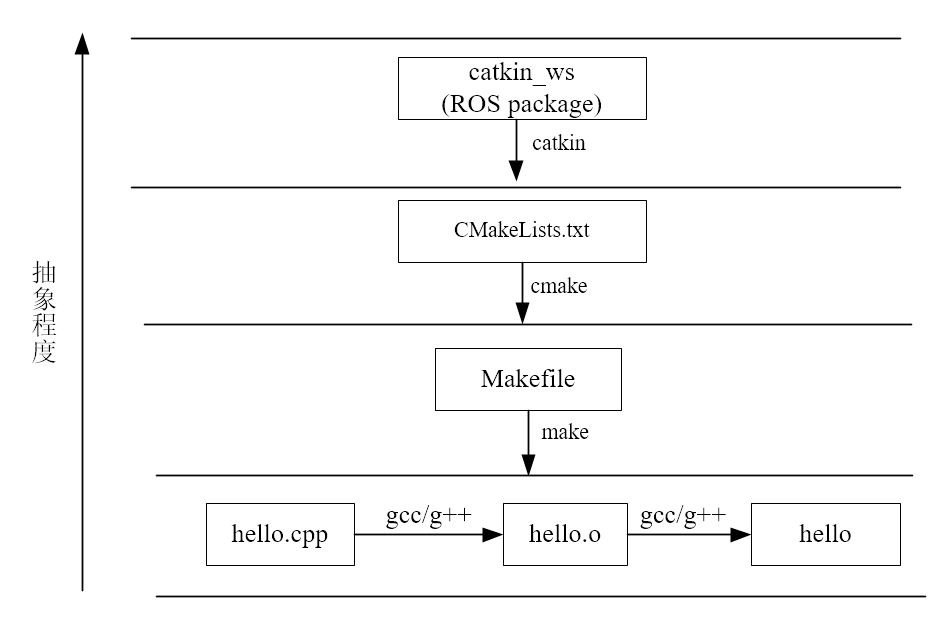 catkin_ws
(ROS package)
catkin
CMakeLists.txt
cmake
抽象程度
Makefile
make
hello.cpp
gcc/g++
hello.o
gcc/g++
hello